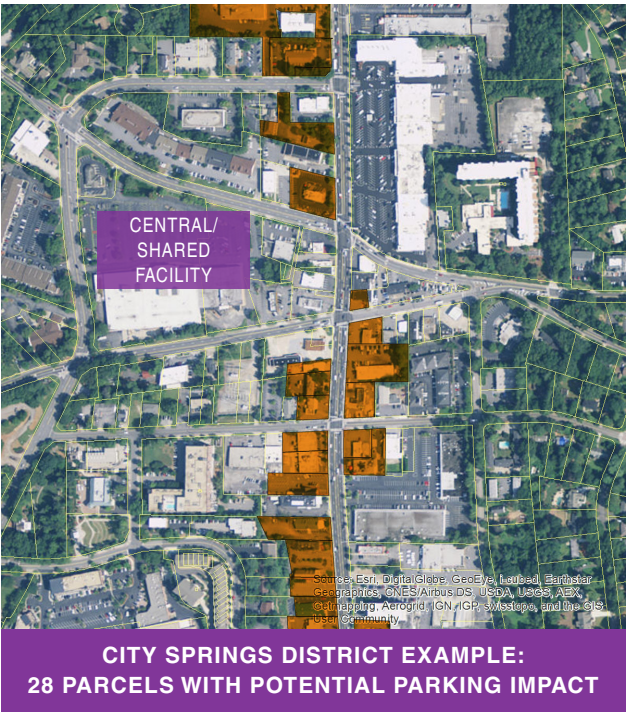 CENTRAL/
SHARED
FACILITY
Source: Esri, DigitalGlobe, GeoEye, i-cubed, Earthstar
Geographics, CNES/Airbus DS, USDA, USGS, AEX,
Getmapping, Aerogrid, IGN, IGP, swisstopo, and the GIS
User Community
CITY SPRINGS DISTRICT EXAMPLE:
28 PARCELS WITH POTENTIAL PARKING IMPACT